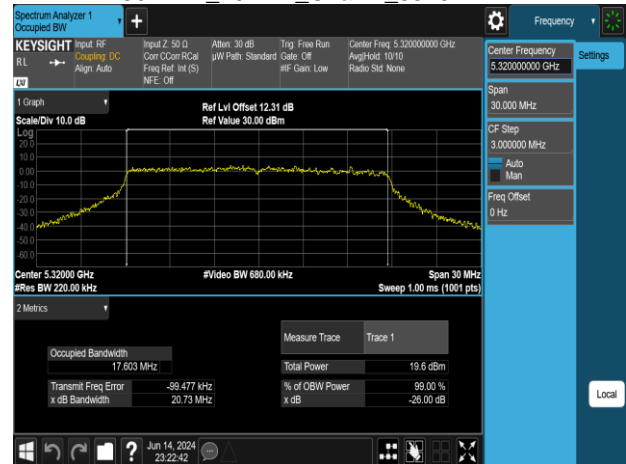 Spectrum Analyzer 1
Occupied BW
Frequency
KEYSIGHT
RL
LXI
Input: RF
Coupling: DC
Align: Auto
Input Z: 50 Ω
Corr CCorr RCal
Freq Ref: Int (S)
NFE: Off
Atten: 30 dB
µW Path: Standard
Trig: Free Run
Gate: Off
#IF Gain: Low
Center Freq: 5.320000000 GHz
Avg|Hold: 10/10
Radio Std: None
Center Frequency
5.320000000 GHz
Settings
Span
30.000 MHz
CF Step
3.000000 MHz
Auto
Man
Freq Offset
0 Hz
1 Graph
Scale/Div 10.0 dB
Ref Lvl Offset 12.31 dB
Ref Value 30.00 dBm
Log
20.0
10.0
0.00
-10.0
-20.0
-30.0
-40.0
-50.0
-60.0
Center 5.32000 GHz
#Video BW 680.00 kHz
Span 30 MHz
#Res BW 220.00 kHz
Sweep 1.00 ms (1001 pts)
2 Metrics
Measure Trace Trace 1
Occupied Bandwidth
17.603 MHz
Total Power 19.6 dBm
Transmit Freq Error -99.477 kHz
% of OBW Power 99.00 %
x dB Bandwidth 20.73 MHz
x dB -26.00 dB
Local
?
Jun 14, 2024
23:22:42